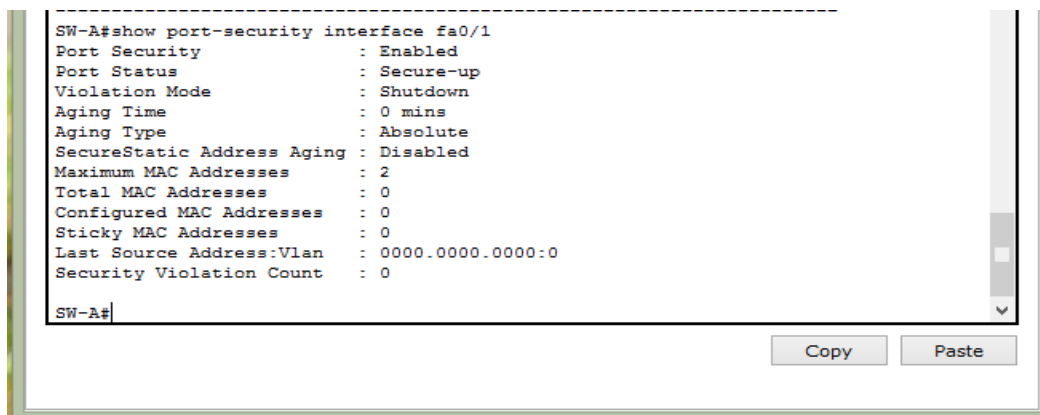 SW-A#show port-security interface fa0/1
Port Security              : Enabled
Port Status                : Secure-up
Violation Mode             : Shutdown
Aging Time                 : 0 mins
Aging Type                 : Absolute
SecureStatic Address Aging : Disabled
Maximum MAC Addresses      : 2
Total MAC Addresses        : 0
Configured MAC Addresses   : 0
Sticky MAC Addresses       : 0
Last Source Address:Vlan   : 0000.0000.0000:0
Security Violation Count   : 0
SW-A#
Copy Paste